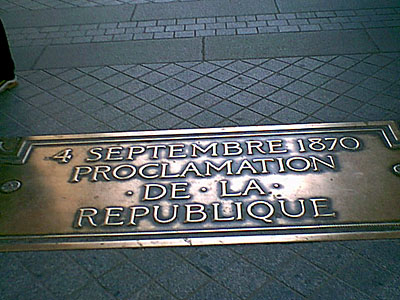 4 SEPTEMBRE 1870
PROCLAMATION
· DE · LA ·
REPUBLIQUE